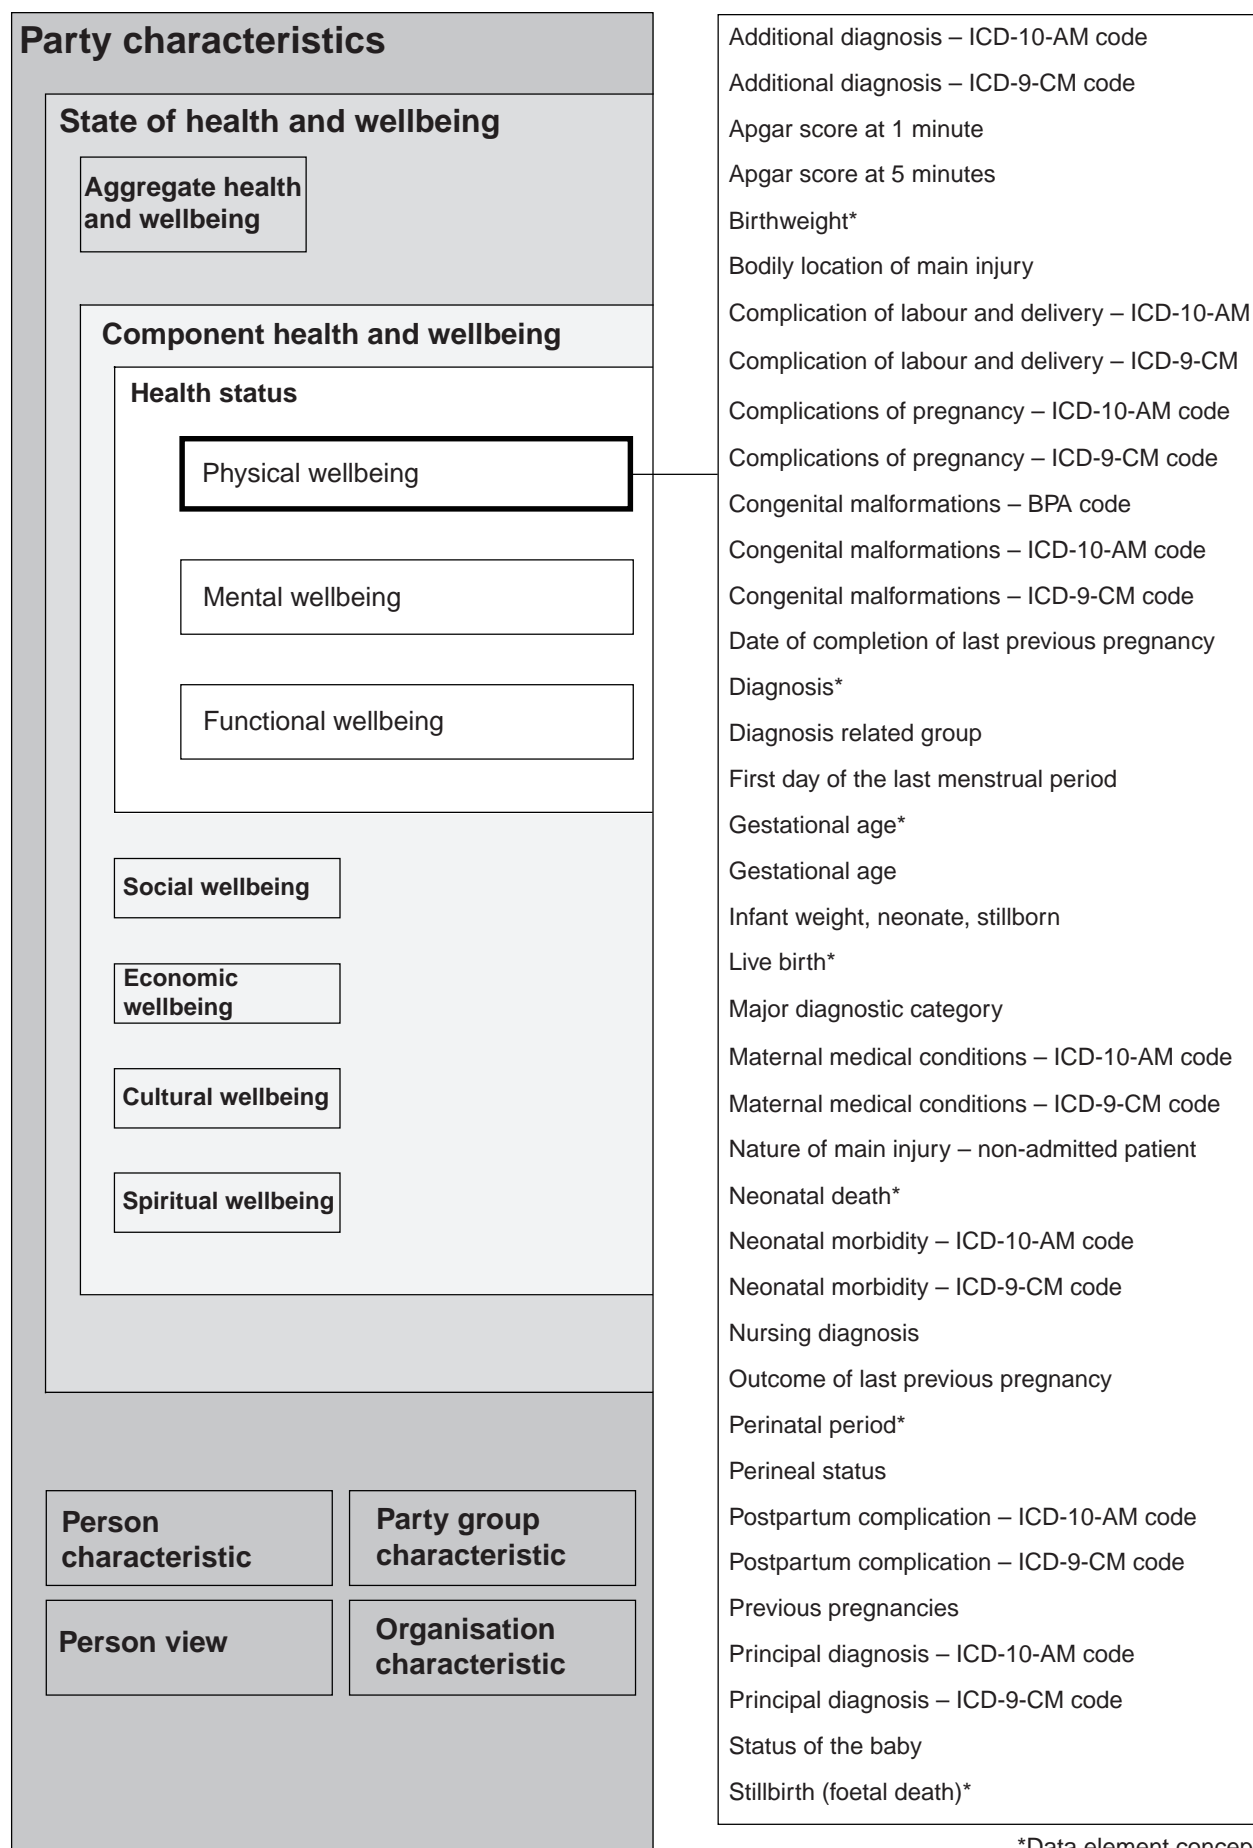 Party characteristics
State of health and wellbeing
Aggregate health
and wellbeing
Component health and wellbeing
Health status
Physical wellbeing
Mental wellbeing
Functional wellbeing
Social wellbeing
Economic
wellbeing
Cultural wellbeing
Spiritual wellbeing
Person
characteristic
Party group
characteristic
Person view
Organisation
characteristic
Additional diagnosis – ICD-10-AM code
Additional diagnosis – ICD-9-CM code
Apgar score at 1 minute
Apgar score at 5 minutes
Birthweight*
Bodily location of main injury
Complication of labour and delivery – ICD-10-AM
Complication of labour and delivery – ICD-9-CM
Complications of pregnancy – ICD-10-AM code
Complications of pregnancy – ICD-9-CM code
Congenital malformations – BPA code
Congenital malformations – ICD-10-AM code
Congenital malformations – ICD-9-CM code
Date of completion of last previous pregnancy
Diagnosis*
Diagnosis related group
First day of the last menstrual period
Gestational age*
Gestational age
Infant weight, neonate, stillborn
Live birth*
Major diagnostic category
Maternal medical conditions – ICD-10-AM code
Maternal medical conditions – ICD-9-CM code
Nature of main injury – non-admitted patient
Neonatal death*
Neonatal morbidity – ICD-10-AM code
Neonatal morbidity – ICD-9-CM code
Nursing diagnosis
Outcome of last previous pregnancy
Perinatal period*
Perineal status
Postpartum complication – ICD-10-AM code
Postpartum complication – ICD-9-CM code
Previous pregnancies
Principal diagnosis – ICD-10-AM code
Principal diagnosis – ICD-9-CM code
Status of the baby
Stillbirth (foetal death)*
*Data element